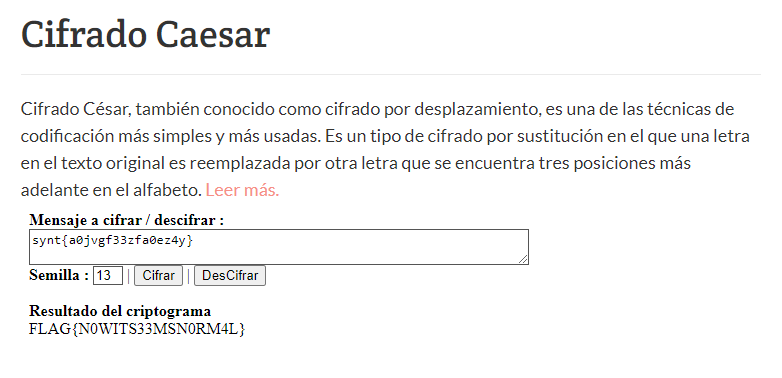 Cifrado Caesar
Cifrado César, también conocido como cifrado por desplazamiento, es una de las técnicas de
codificación más simples y más usadas. Es un tipo de cifrado por sustitución en el que una letra
en el texto original es reemplazada por otra letra que se encuentra tres posiciones más
adelante en el alfabeto. Leer más.
Mensaje a cifrar / descifrar :
synt{a0jvgf33zfa0ez4y}
Semilla : 13 | Cifrar | DesCifrar
Resultado del criptograma
FLAG{N0WITS33MSN0RM4L}